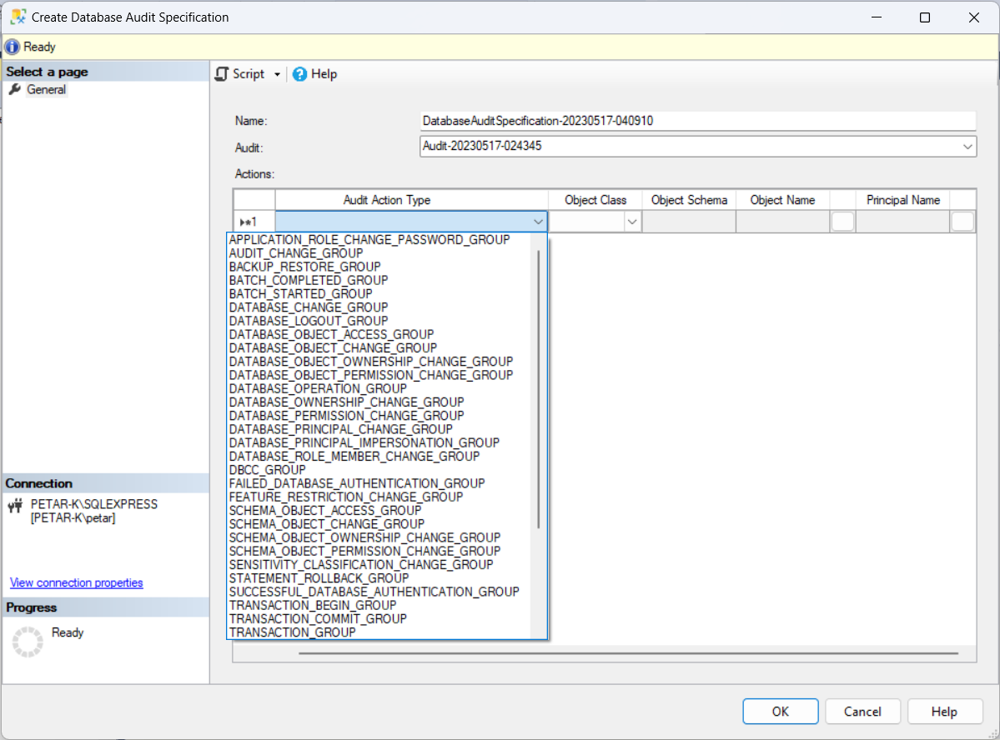 Create Database Audit Specification
Ready
Select a page
General
Script
Help
Name:
DatabaseAuditSpecification-20230517-040910
Audit:
Audit-20230517-024345
Actions:
Audit Action Type
Object Class
Object Schema
Object Name
Principal Name
*1
APPLICATION_ROLE_CHANGE_PASSWORD_GROUP
AUDIT_CHANGE_GROUP
BACKUP_RESTORE_GROUP
BATCH_COMPLETED_GROUP
BATCH_STARTED_GROUP
DATABASE_CHANGE_GROUP
DATABASE_LOGOUT_GROUP
DATABASE_OBJECT_ACCESS_GROUP
DATABASE_OBJECT_CHANGE_GROUP
DATABASE_OBJECT_OWNERSHIP_CHANGE_GROUP
DATABASE_OBJECT_PERMISSION_CHANGE_GROUP
DATABASE_OPERATION_GROUP
DATABASE_OWNERSHIP_CHANGE_GROUP
DATABASE_PERMISSION_CHANGE_GROUP
DATABASE_PRINCIPAL_CHANGE_GROUP
DATABASE_PRINCIPAL_IMPERSONATION_GROUP
DATABASE_ROLE_MEMBER_CHANGE_GROUP
DBCC_GROUP
FAILED_DATABASE_AUTHENTICATION_GROUP
FEATURE_RESTRICTION_CHANGE_GROUP
SCHEMA_OBJECT_ACCESS_GROUP
SCHEMA_OBJECT_CHANGE_GROUP
SCHEMA_OBJECT_OWNERSHIP_CHANGE_GROUP
SCHEMA_OBJECT_PERMISSION_CHANGE_GROUP
SENSITIVITY_CLASSIFICATION_CHANGE_GROUP
STATEMENT_ROLLBACK_GROUP
SUCCESSFUL_DATABASE_AUTHENTICATION_GROUP
TRANSACTION_BEGIN_GROUP
TRANSACTION_COMMIT_GROUP
TRANSACTION_GROUP
Connection
PETAR-K\SQLEXPRESS
[PETAR-K\petar]
View connection properties
Progress
Ready
OK
Cancel
Help